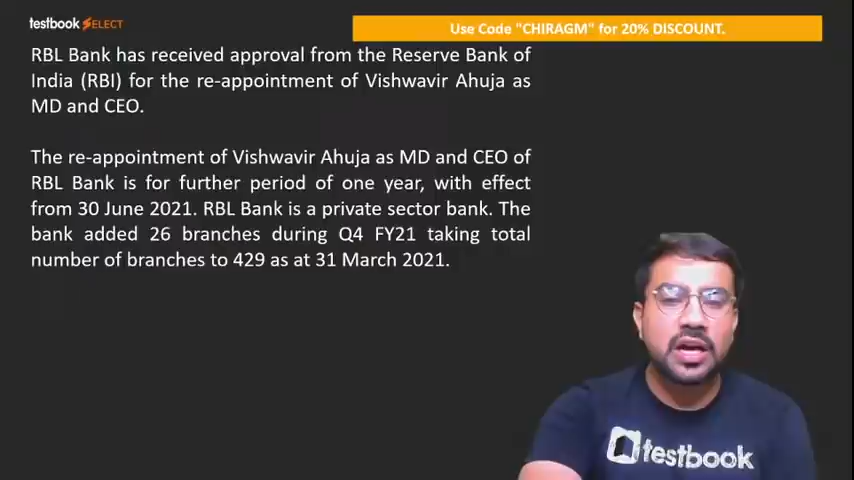 testbook SELECT
Use Code "CHIRAGM" for 20% DISCOUNT.
RBL Bank has received approval from the Reserve Bank of
India (RBI) for the re-appointment of Vishwavir Ahuja as
MD and CEO.
The re-appointment of Vishwavir Ahuja as MD and CEO of
RBL Bank is for further period of one year, with effect
from 30 June 2021. RBL Bank is a private sector bank. The
bank added 26 branches during Q4 FY21 taking total
number of branches to 429 as at 31 March 2021.
testbook